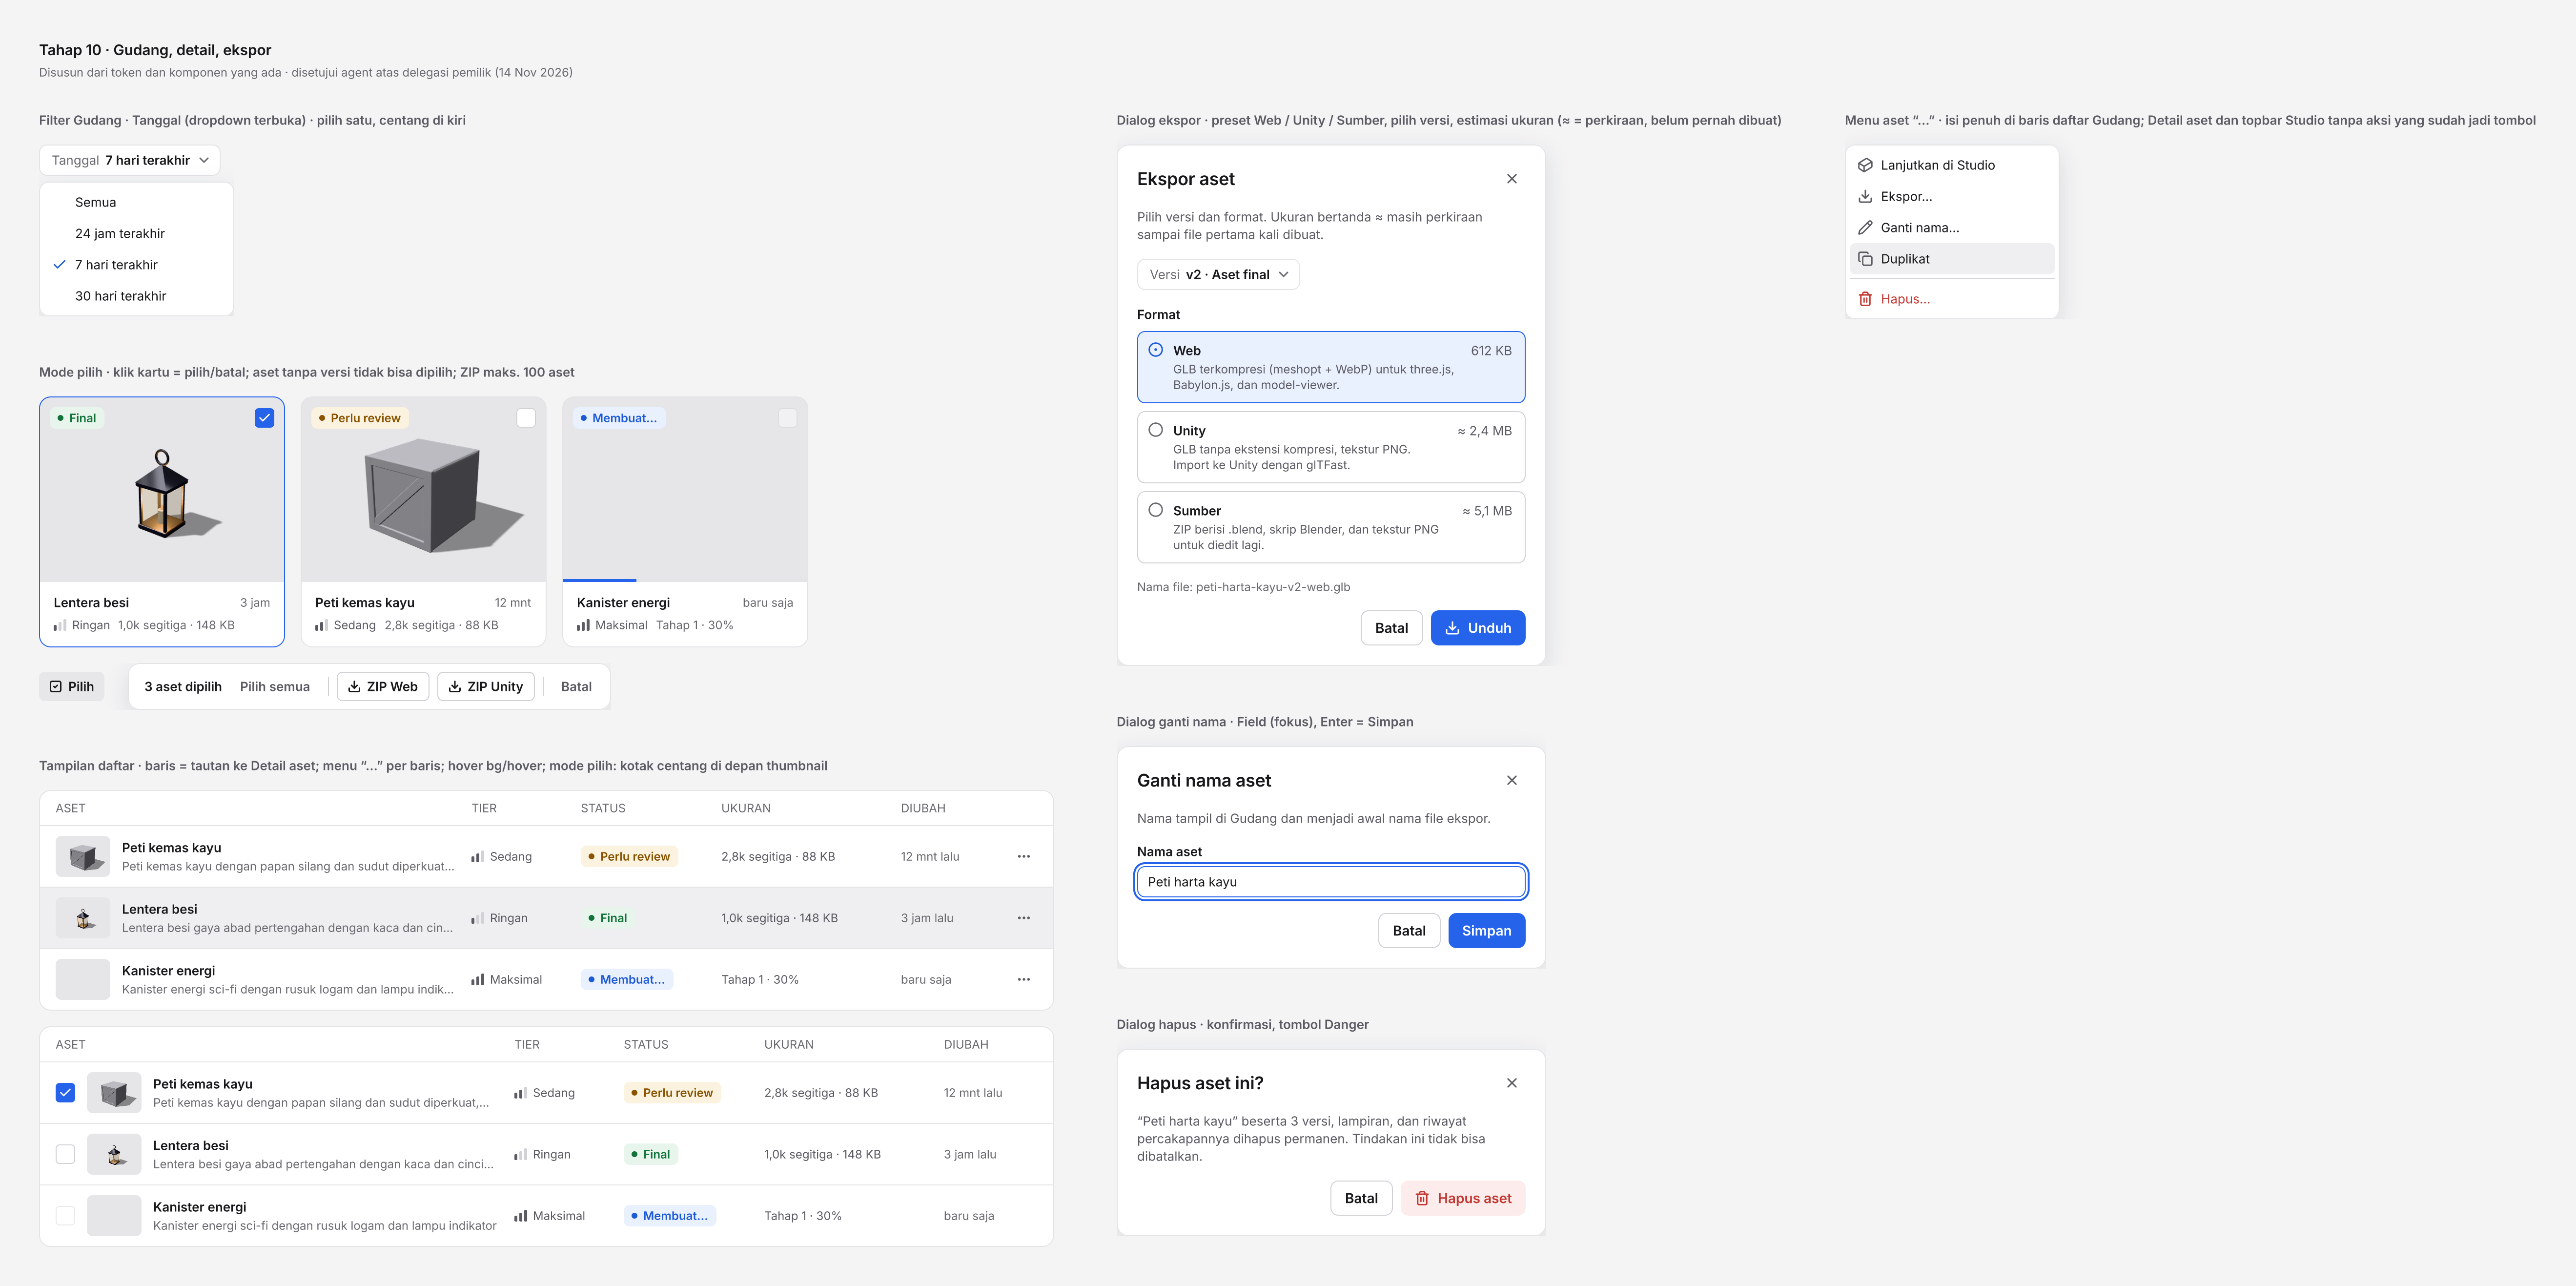 Tahap 10 · Gudang, detail, ekspor
Disusun dari token dan komponen yang ada · disetujui agent atas delegasi pemilik (14 Nov 2026)
Filter Gudang · Tanggal (dropdown terbuka) · pilih satu, centang di kiri
Tanggal 7 hari terakhir
Semua
24 jam terakhir
7 hari terakhir
30 hari terakhir
Mode pilih · klik kartu = pilih/batal; aset tanpa versi tidak bisa dipilih; ZIP maks. 100 aset
Final
Lentera besi 3 jam
Ringan 1,0k segitiga · 148 KB
Perlu review
Peti kemas kayu 12 mnt
Sedang 2,8k segitiga · 88 KB
Membuat...
Kanister energi baru saja
Maksimal Tahap 1 · 30%
Pilih
3 aset dipilih Pilih semua ZIP Web ZIP Unity Batal
Tampilan daftar · baris = tautan ke Detail aset; menu “...” per baris; hover bg/hover; mode pilih: kotak centang di depan thumbnail
ASET TIER STATUS UKURAN DIUBAH
Peti kemas kayu
Peti kemas kayu dengan papan silang dan sudut diperkuat...
Sedang Perlu review 2,8k segitiga · 88 KB 12 mnt lalu
Lentera besi
Lentera besi gaya abad pertengahan dengan kaca dan cin...
Ringan Final 1,0k segitiga · 148 KB 3 jam lalu
Kanister energi
Kanister energi sci-fi dengan rusuk logam dan lampu indik...
Maksimal Membuat... Tahap 1 · 30% baru saja
ASET TIER STATUS UKURAN DIUBAH
Peti kemas kayu
Peti kemas kayu dengan papan silang dan sudut diperkuat,...
Sedang Perlu review 2,8k segitiga · 88 KB 12 mnt lalu
Lentera besi
Lentera besi gaya abad pertengahan dengan kaca dan cinci...
Ringan Final 1,0k segitiga · 148 KB 3 jam lalu
Kanister energi
Kanister energi sci-fi dengan rusuk logam dan lampu indikator
Maksimal Membuat... Tahap 1 · 30% baru saja
Dialog ekspor · preset Web / Unity / Sumber, pilih versi, estimasi ukuran (≈ = perkiraan, belum pernah dibuat)
Ekspor aset
Pilih versi dan format. Ukuran bertanda ≈ masih perkiraan
sampai file pertama kali dibuat.
Versi v2 · Aset final
Format
Web 612 KB
GLB terkompresi (meshopt + WebP) untuk three.js,
Babylon.js, dan model-viewer.
Unity ≈ 2,4 MB
GLB tanpa ekstensi kompresi, tekstur PNG.
Import ke Unity dengan glTFast.
Sumber ≈ 5,1 MB
ZIP berisi .blend, skrip Blender, dan tekstur PNG
untuk diedit lagi.
Nama file: peti-harta-kayu-v2-web.glb
Batal Unduh
Dialog ganti nama · Field (fokus), Enter = Simpan
Ganti nama aset
Nama tampil di Gudang dan menjadi awal nama file ekspor.
Nama aset
Peti harta kayu
Batal Simpan
Dialog hapus · konfirmasi, tombol Danger
Hapus aset ini?
“Peti harta kayu” beserta 3 versi, lampiran, dan riwayat
percakapannya dihapus permanen. Tindakan ini tidak bisa
dibatalkan.
Batal Hapus aset
Menu aset “...” · isi penuh di baris daftar Gudang; Detail aset dan topbar Studio tanpa aksi yang sudah jadi tombol
Lanjutkan di Studio
Ekspor...
Ganti nama...
Duplikat
Hapus...